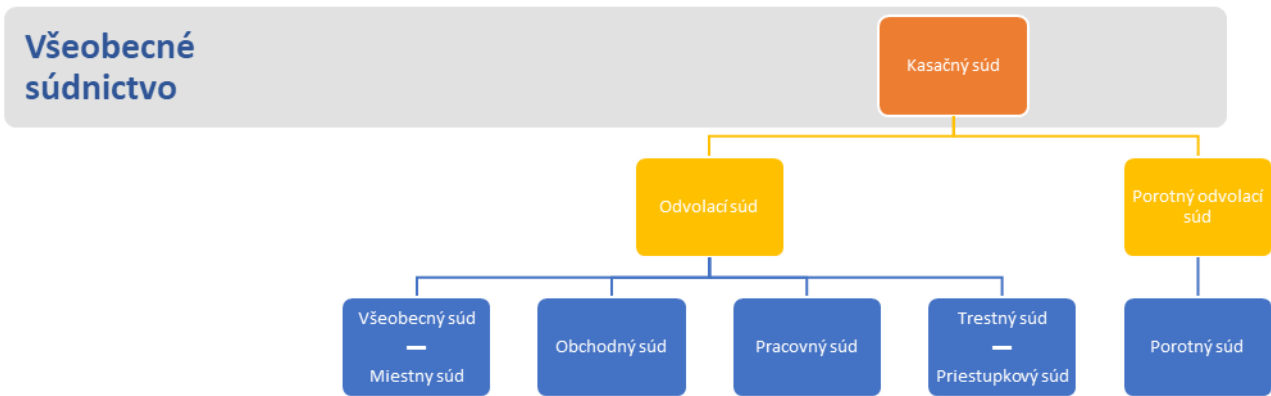 Všeobecné
súdnictvo
Kasačný súd
Odvolací súd
Porotný odvolací
súd
Všeobecný súd
—
Miestny súd
Obchodný súd
Pracovný súd
Trestný súd
—
Priestupkový súd
Porotný súd